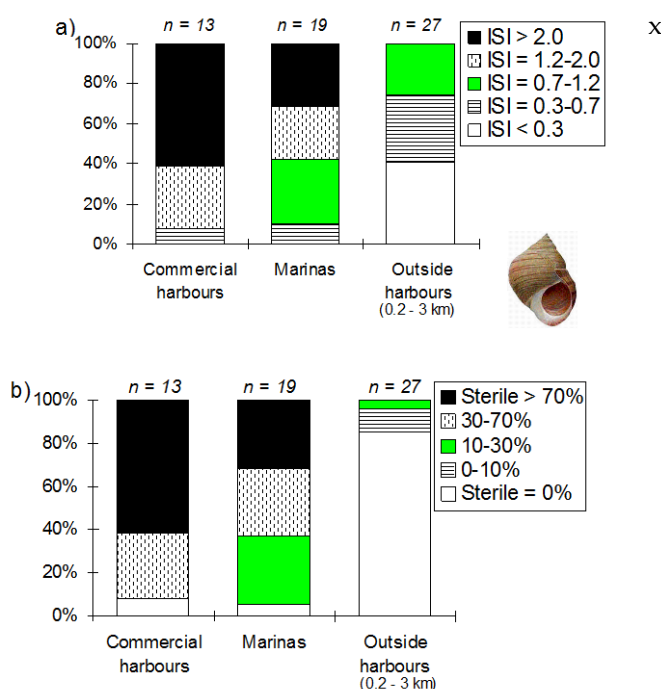 a)
n = 13 n = 19 n = 27
x
100%
80%
60%
40%
20%
0%
ISI > 2.0
ISI = 1.2-2.0
ISI = 0.7-1.2
ISI = 0.3-0.7
ISI < 0.3
Commercial harbours
Marinas
Outside harbours
(0.2 - 3 km)
b)
n = 13 n = 19 n = 27
100%
80%
60%
40%
20%
0%
Sterile > 70%
30-70%
10-30%
0-10%
Sterile = 0%
Commercial harbours
Marinas
Outside harbours
(0.2 - 3 km)